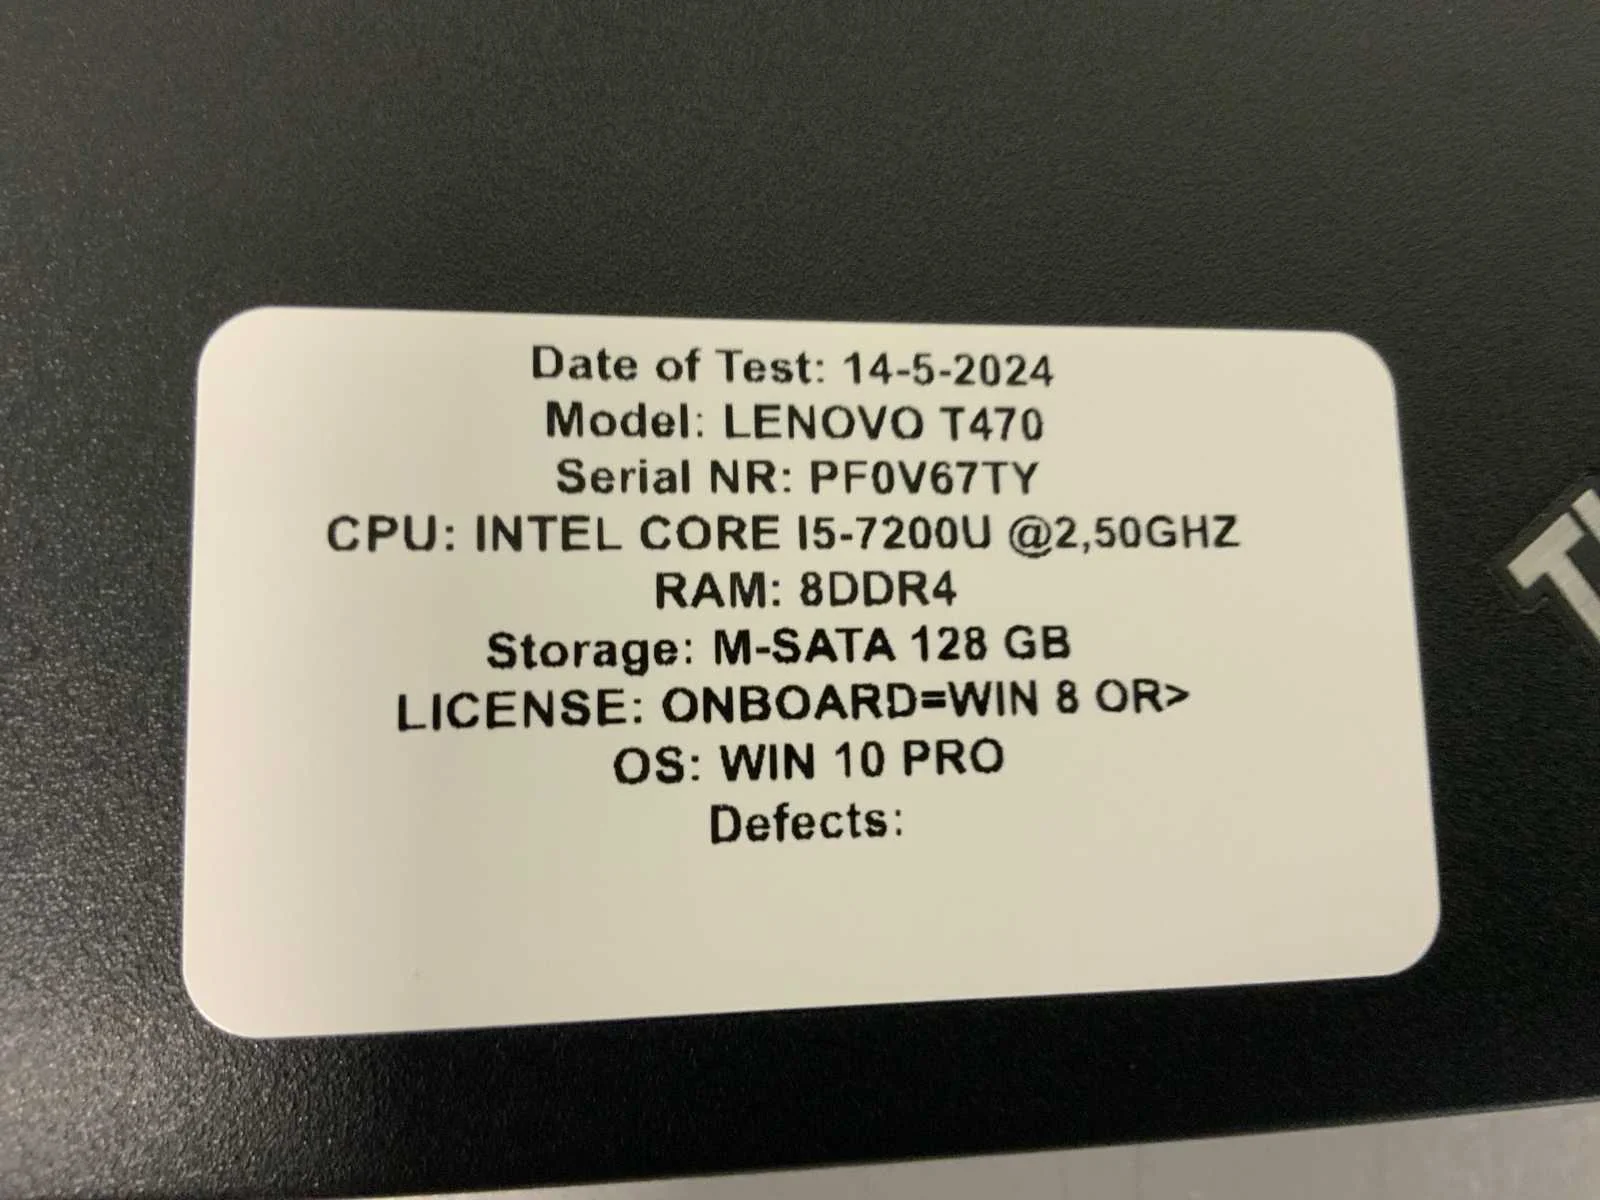 Date of Test: 14-5-2024
Model: LENOVO T470
Serial NR: PF0V67TY
CPU: INTEL CORE I5-7200U @2,50GHZ
RAM: 8DDR4
Storage: M-SATA 128 GB
LICENSE: ONBOARD=WIN 8 OR>
OS: WIN 10 PRO
Defects: